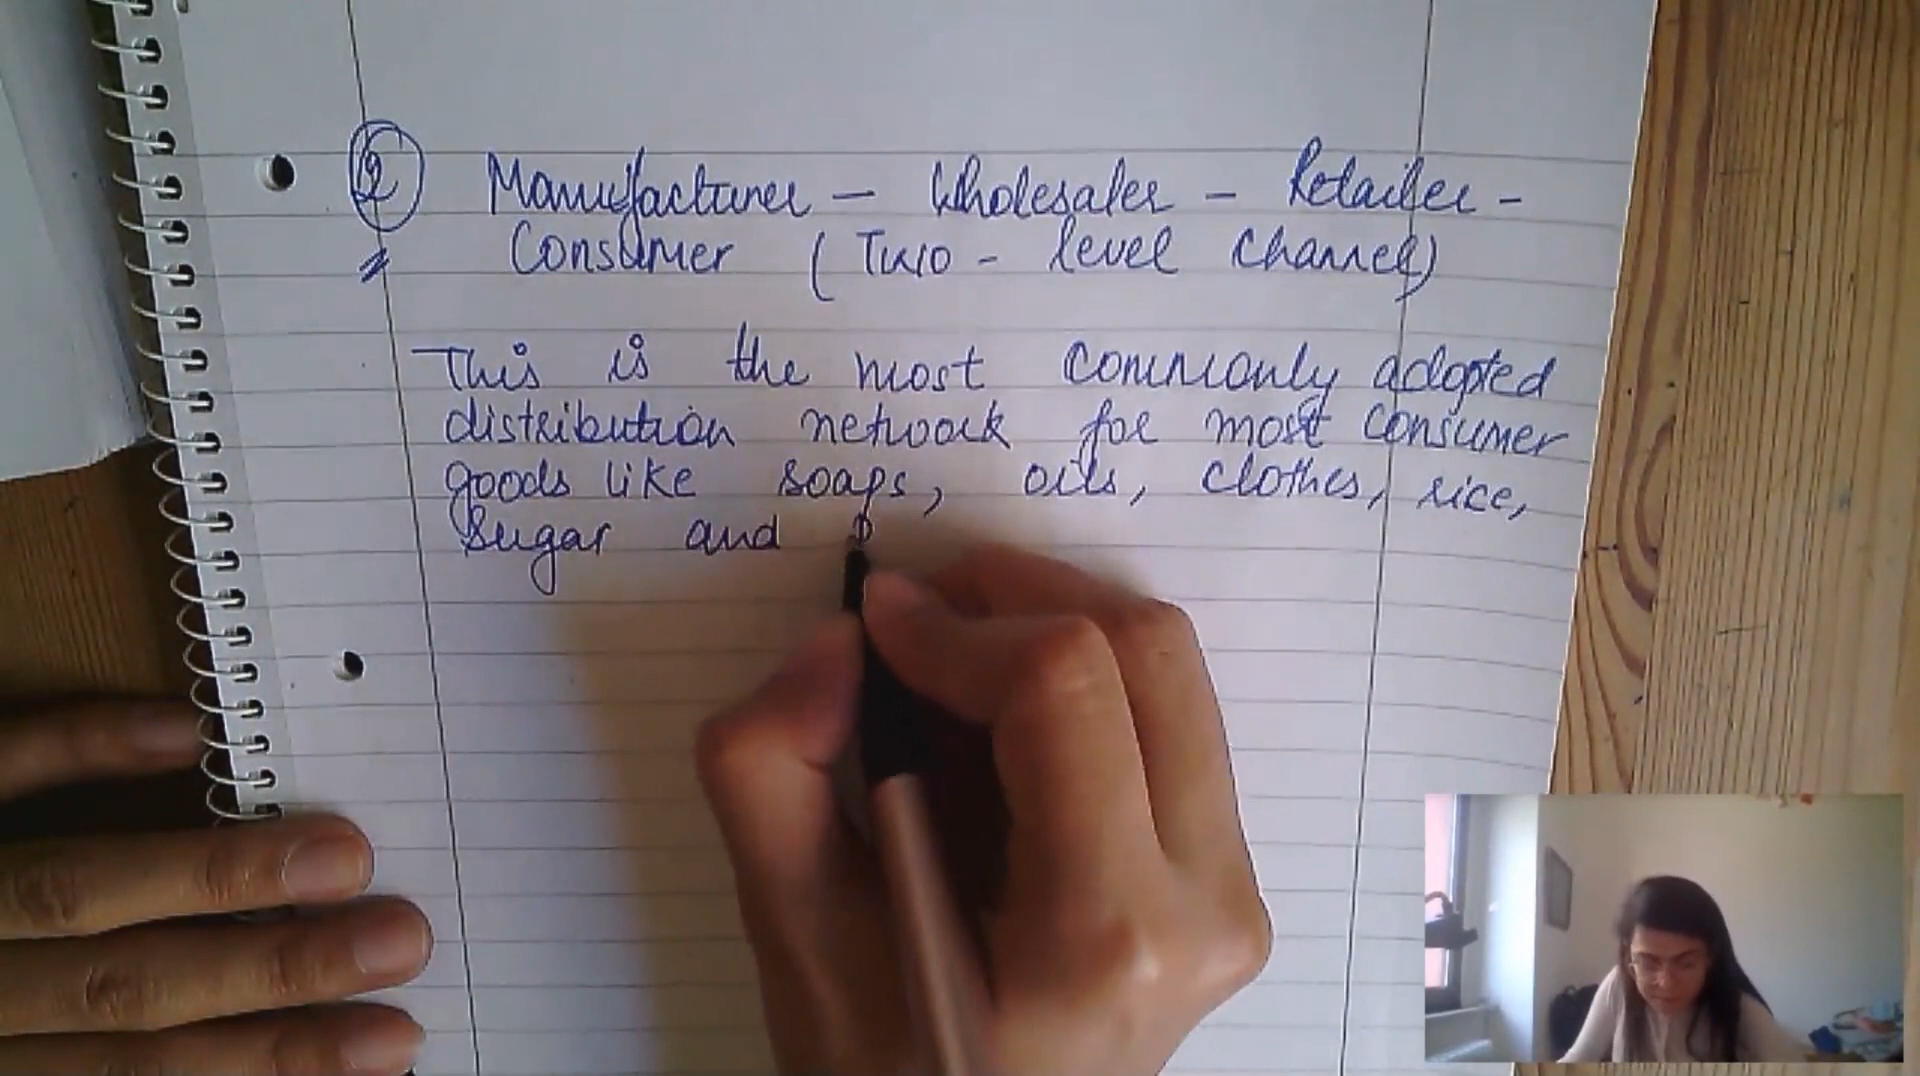 2 Manufacturer - Wholesaler - Retailer -
Consumer (Two - level Channel)
This is the most commonly adopted
distribution network for most consumer
goods like soaps, oils, clothes, rice,
Sugar and p